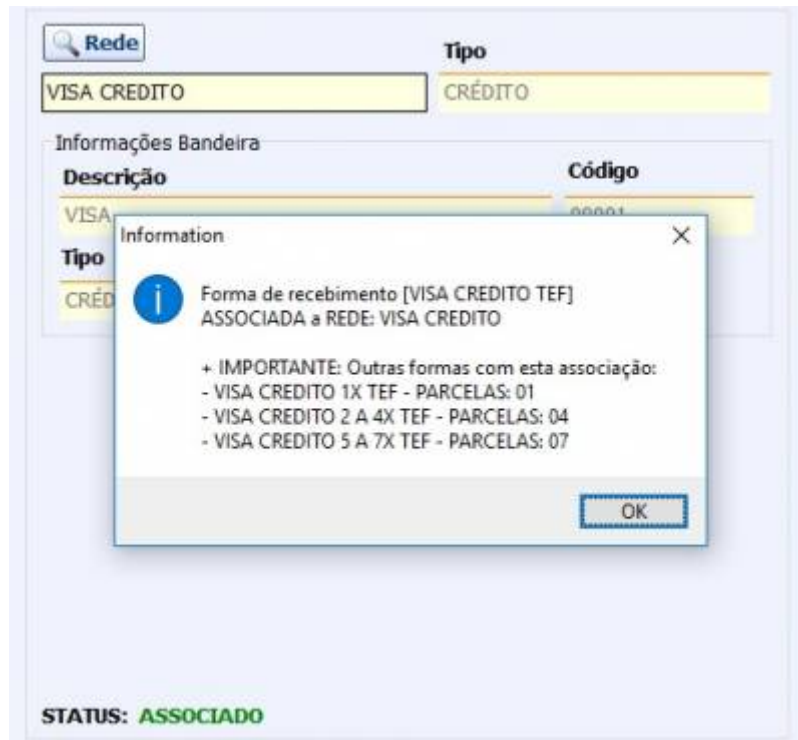 Rede
Tipo
VISA CREDITO
CRÉDITO
Informações Bandeira
Descrição
Código
VISA
Information
Tipo
Forma de recebimento [VISA CREDITO TEF]
ASSOCIADA a REDE: VISA CREDITO
+ IMPORTANTE: Outras formas com esta associação:
- VISA CREDITO 1X TEF - PARCELAS: 01
- VISA CREDITO 2 A 4X TEF - PARCELAS: 04
- VISA CREDITO 5 A 7X TEF - PARCELAS: 07
OK
STATUS: ASSOCIADO